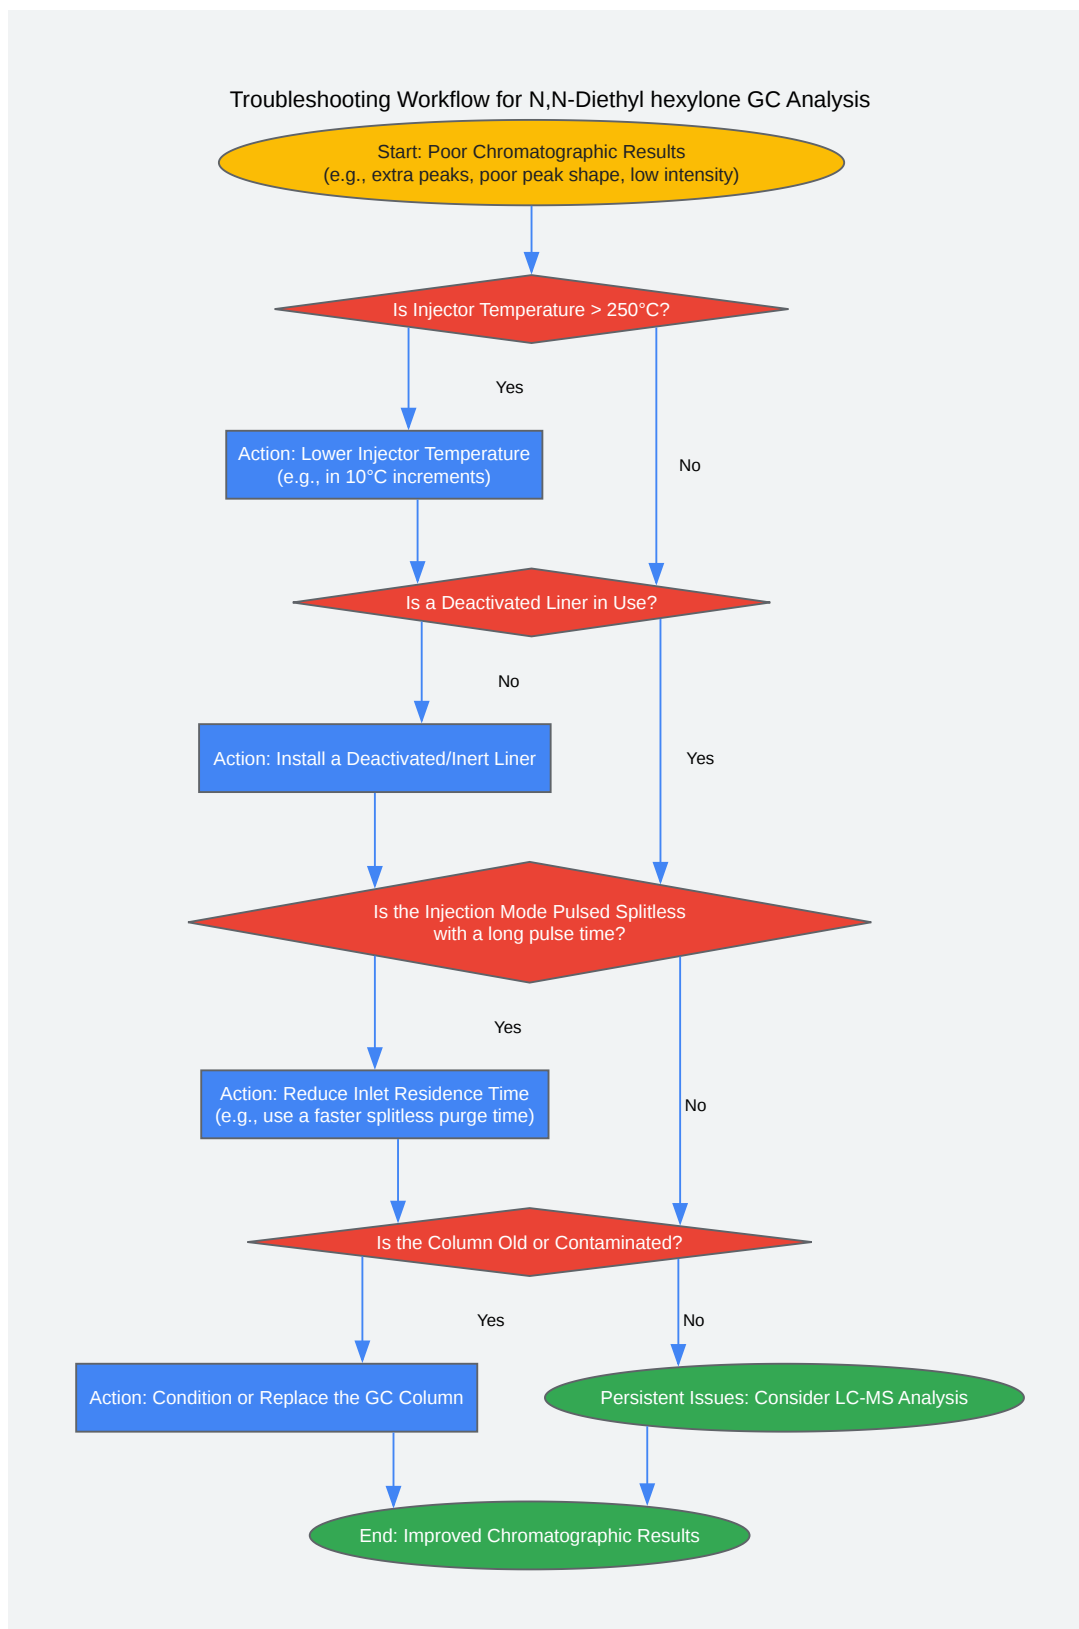 Troubleshooting Workflow for N,N-Diethyl hexylone GC Analysis
Start: Poor Chromatographic Results
(e.g., extra peaks, poor peak shape, low intensity)
Is Injector Temperature > 250°C?
Yes
Action: Lower Injector Temperature
(e.g., in 10°C increments)
No
Is a Deactivated Liner in Use?
No
Action: Install a Deactivated/Inert Liner
Yes
Is the Injection Mode Pulsed Splitless
with a long pulse time?
Yes
Action: Reduce Inlet Residence Time
(e.g., use a faster splitless purge time)
No
Is the Column Old or Contaminated?
Yes
No
Action: Condition or Replace the GC Column
Persistent Issues: Consider LC-MS Analysis
End: Improved Chromatographic Results